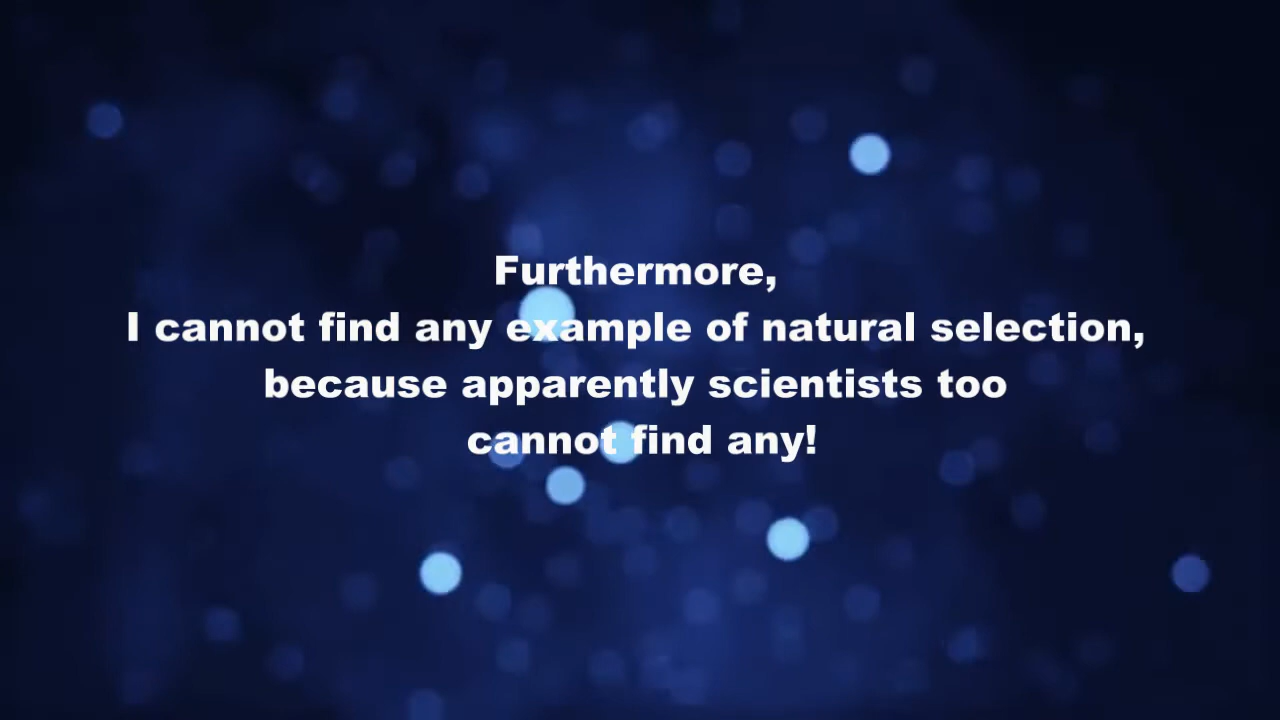 Furthermore,
I cannot find any example of natural selection,
because apparently scientists too
cannot find any!